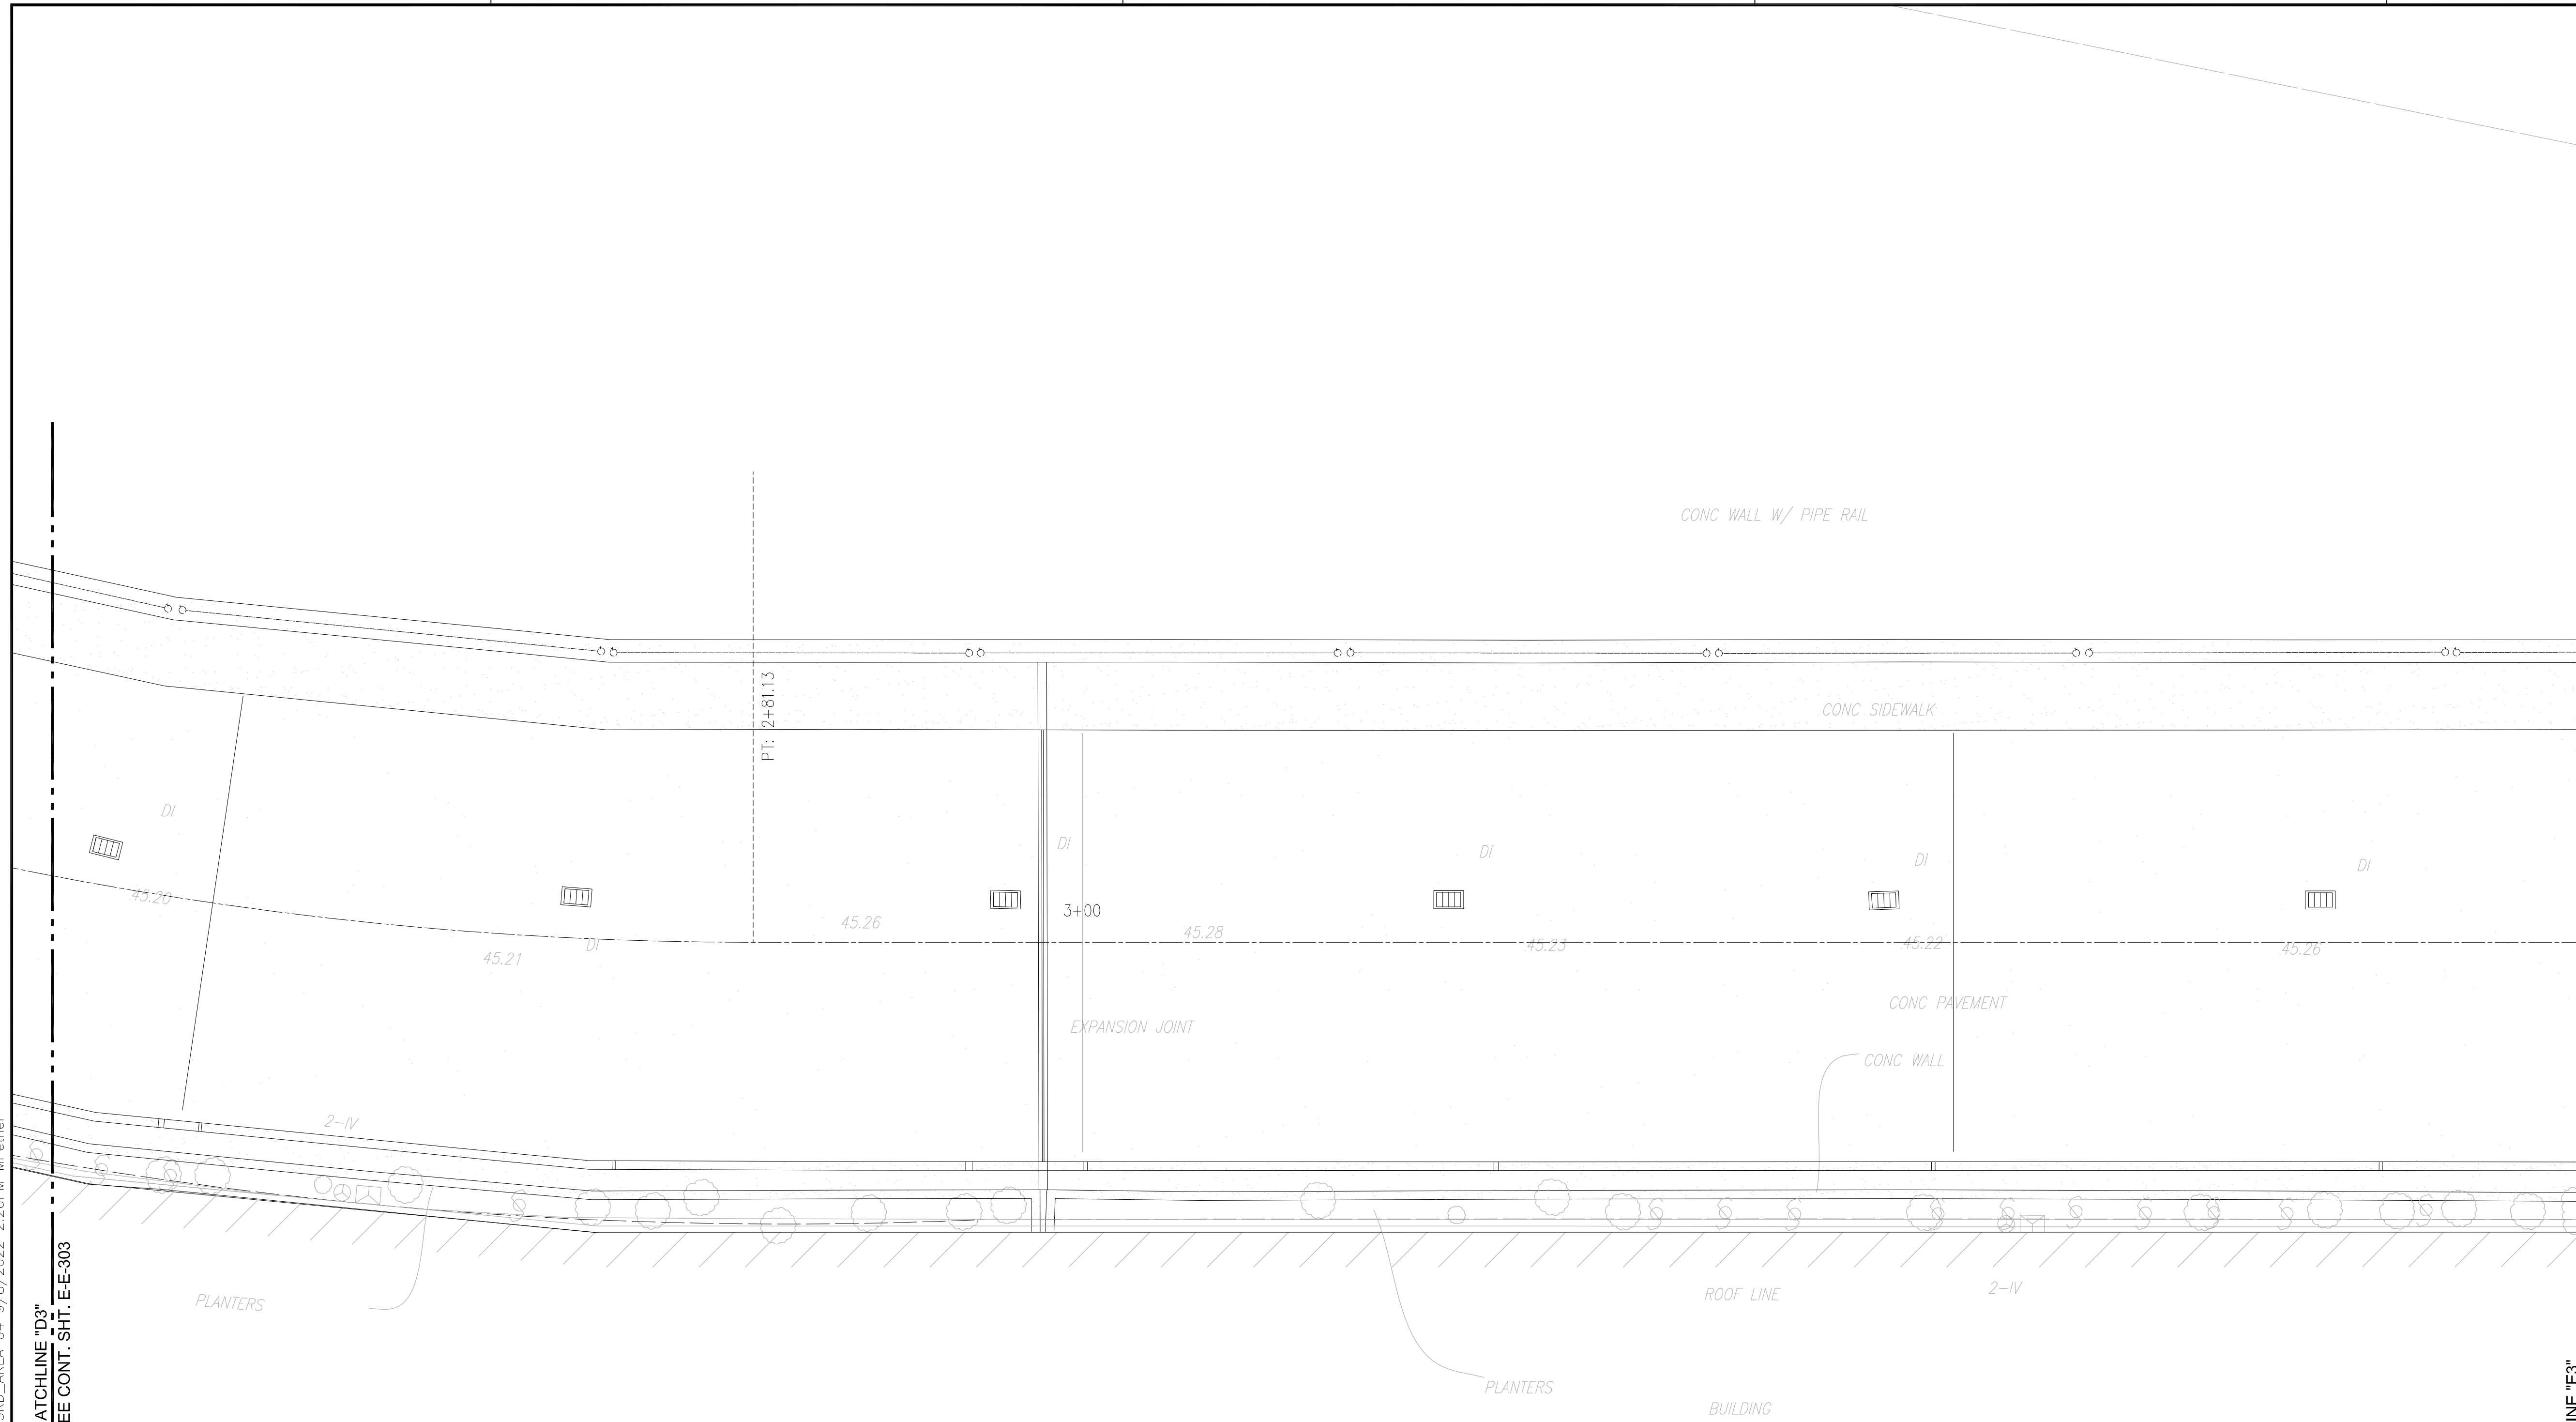 CONC WALL W/ PIPE RAIL
PT: 2+81.13
CONC SIDEWALK
DI
DI
DI
DI
DI
45.20
3+00
45.26
45.28
45.21
DI
45.23
45.22
45.26
CONC PAVEMENT
EXPANSION JOINT
CONC WALL
2-IV
PLANTERS
ROOF LINE
2-IV
PLANTERS
BUILDING
ATCHLINE "D3"
EE CONT. SHT. E-E-303
INE "E3"